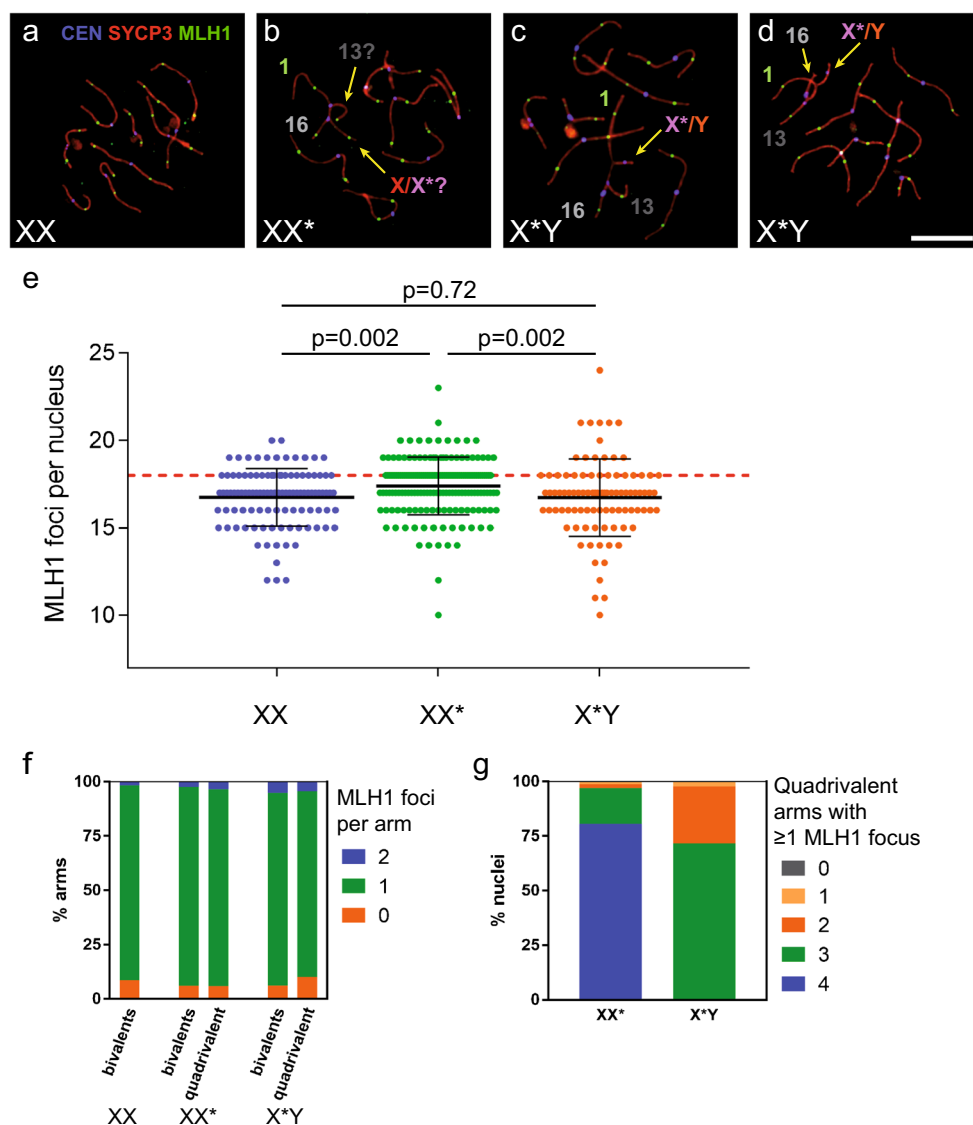 a b c d
CEN SYCP3 MLH1
1 13? 16 X/X*?
1 X*/Y 16 13
16 X*/Y 13
XX XX* X*Y X*Y
e
p=0.72
p=0.002 p=0.002
MLH1 foci per nucleus
25
20
15
10
XX XX* X*Y
f
% arms
100
75
50
25
0
MLH1 foci
per arm
2
1
0
bivalents bivalents quadrivalent bivalents quadrivalent
XX XX* X*Y
g
% nuclei
100
75
50
25
0
XX* X*Y
Quadrivalent
arms with
≥1 MLH1 focus
0
1
2
3
4